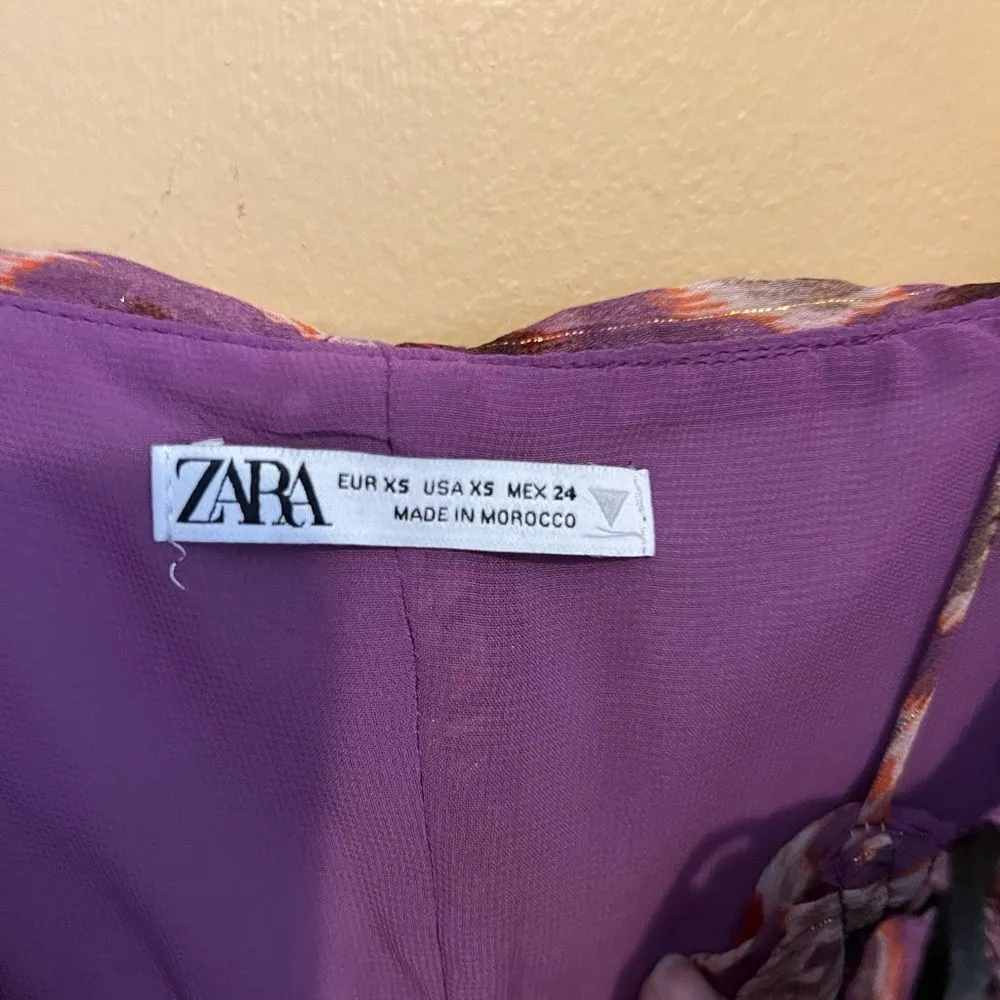 ZARA
EUR XS USA XS MEX 24
MADE IN MOROCCO